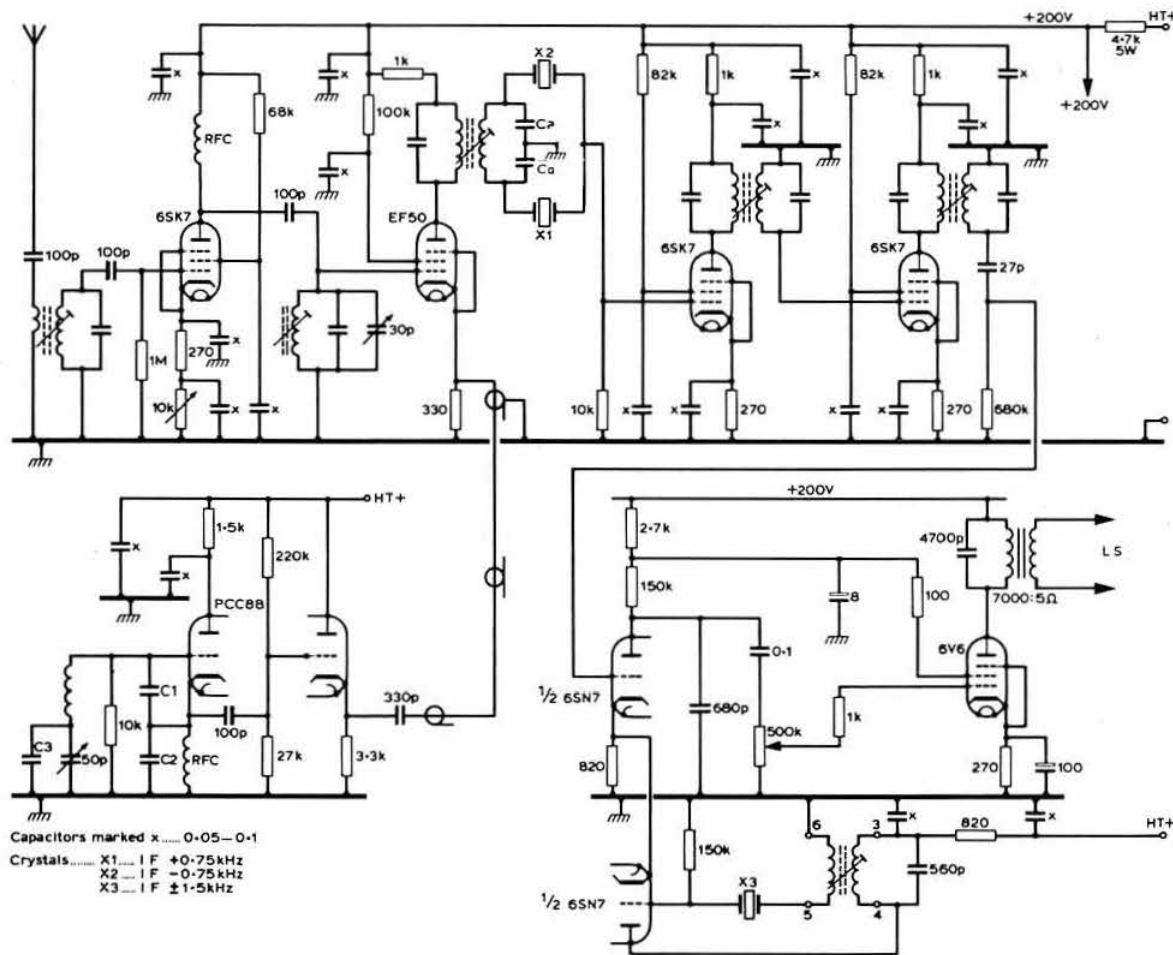 +200V
HT+
4·7k
5W
+200V
x
RFC
68k
6SK7
100p
100p
100p
1M
270
x
10k
x
x
x
1k
100k
x
EF50
30p
330
X2
Ca
Ca
X1
10k
82k
1k
x
x
6SK7
x
x
270
82k
1k
x
x
6SK7
27p
x
x
270
680k
HT+
1·5k
x
x
220k
PCC88
C1
10k
C3
50p
C2
RFC
100p
27k
330p
3·3k
+200V
2·7k
150k
8
100
4700p
LS
7000:5Ω
6V6
½ 6SN7
0·1
680p
500k
1k
820
270
100
6
3
x
x
820
HT+
150k
560p
½ 6SN7
X3
5
4
Capacitors marked x ..... 0·05–0·1
Crystals ........ X1 ..... IF +0·75kHz
X2 ..... IF -0·75kHz
X3 ..... IF ±1·5kHz